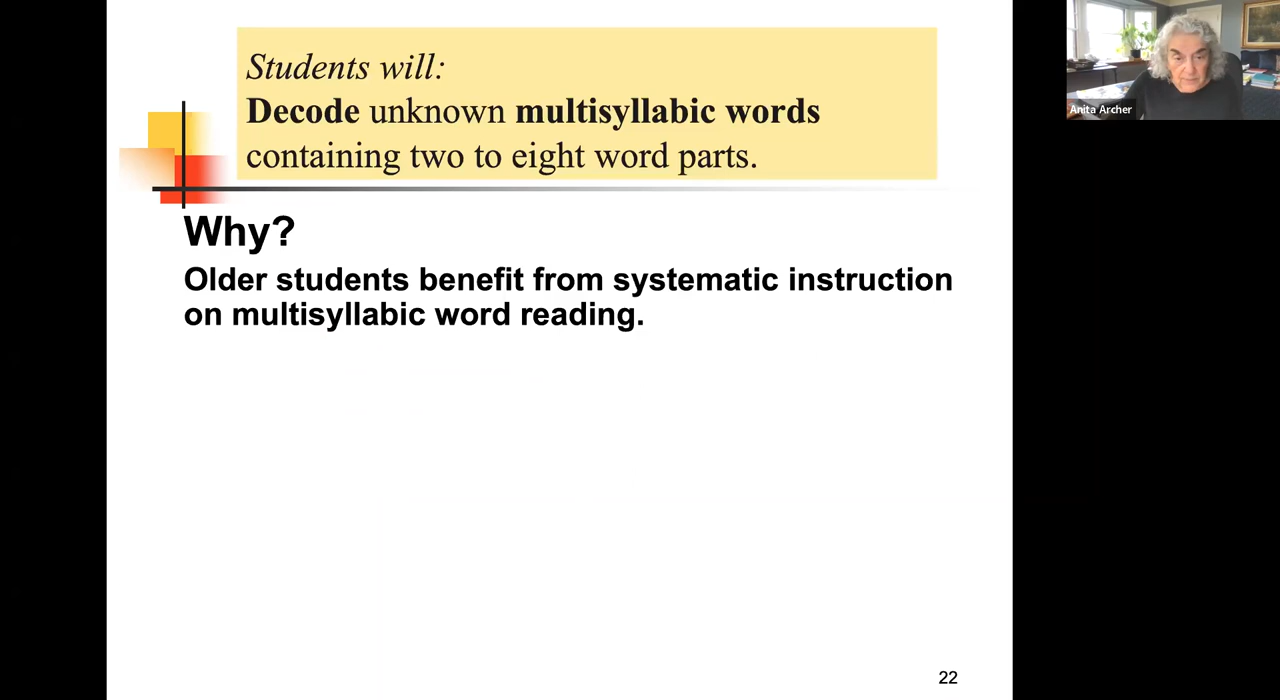 Students will:
Decode unknown multisyllabic words
containing two to eight word parts.
Anita Archer
Why?
Older students benefit from systematic instruction
on multisyllabic word reading.
22